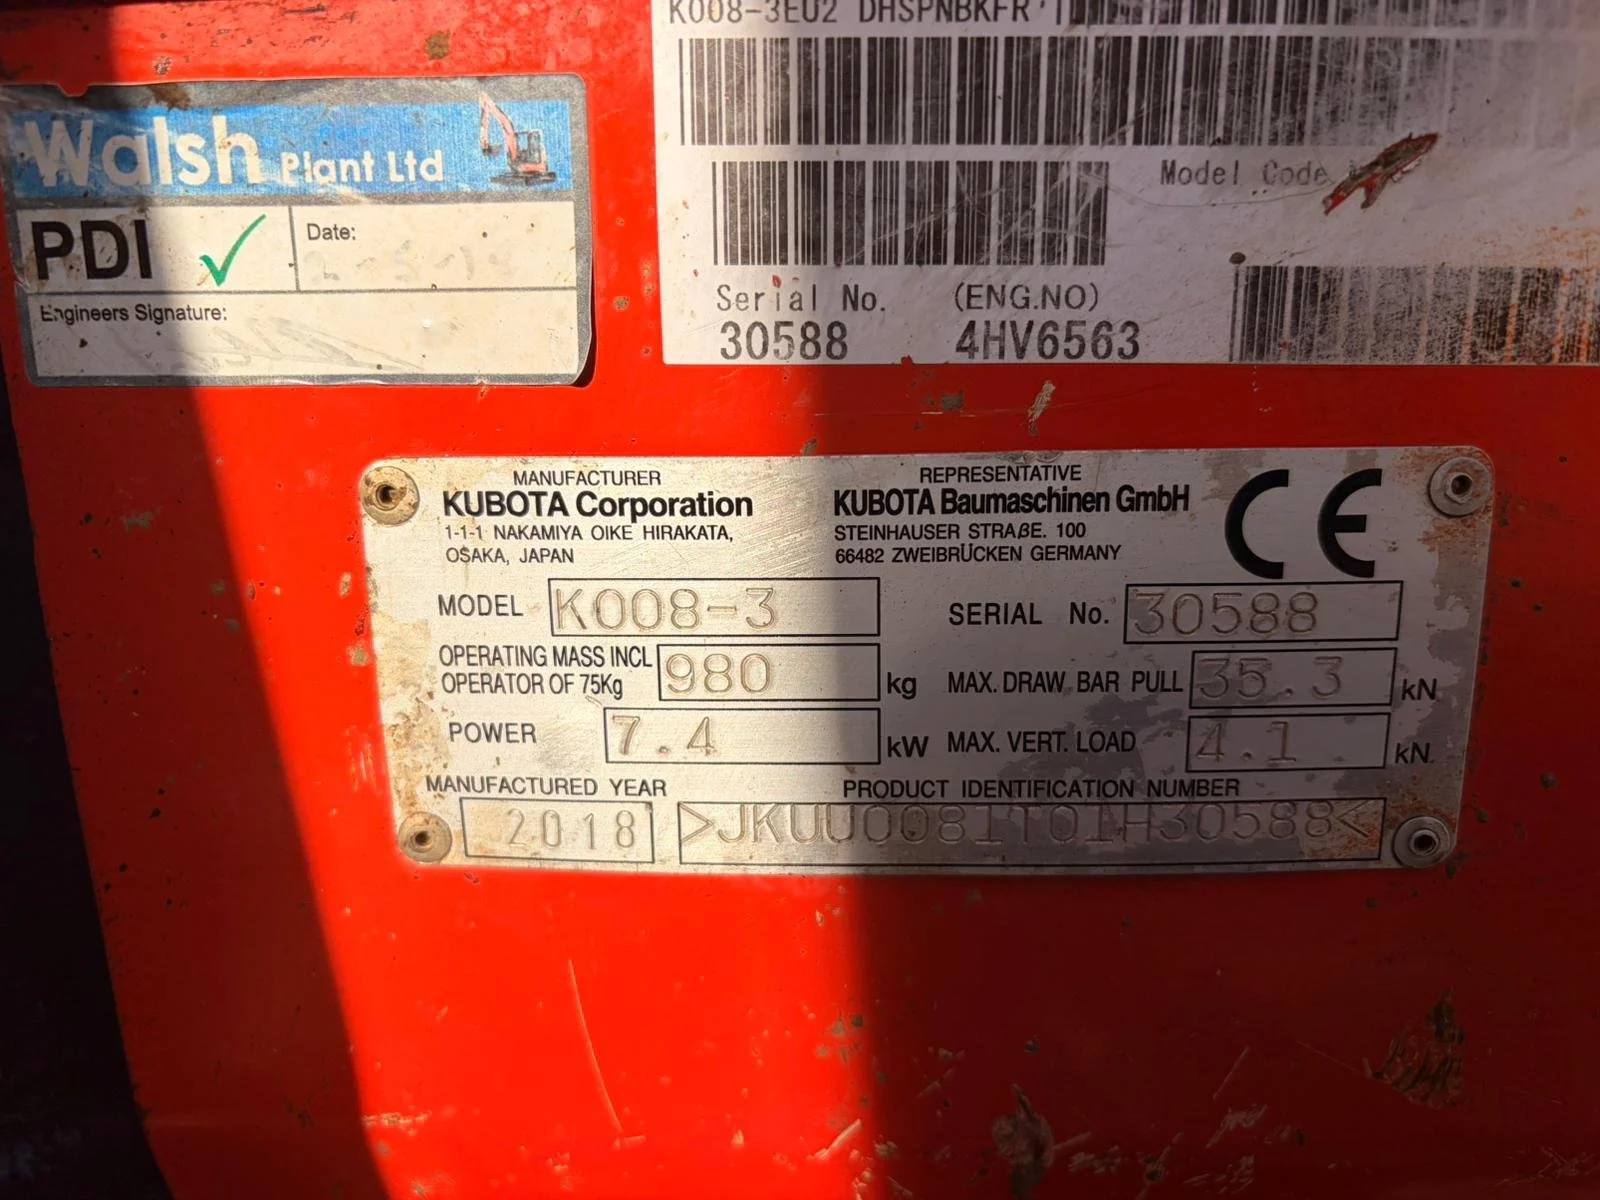 K008-3EU2 DHSPNBKFR
Walsh Plant Ltd
PDI ✓ Date:
Engineers Signature:
Model Code
Serial No. (ENG.NO)
30588 4HV6563
MANUFACTURER
KUBOTA Corporation
1-1-1 NAKAMIYA OIKE HIRAKATA,
OSAKA, JAPAN
REPRESENTATIVE
KUBOTA Baumaschinen GmbH
STEINHAUSER STRAßE. 100
66482 ZWEIBRÜCKEN GERMANY
CE
MODEL K008-3
SERIAL No. 30588
OPERATING MASS INCL
OPERATOR OF 75Kg 980 kg
MAX. DRAW BAR PULL 35.3 kN
POWER 7.4 kW
MAX. VERT. LOAD 4.1 kN
MANUFACTURED YEAR
2018
PRODUCT IDENTIFICATION NUMBER
>JKUU0081T01H30588<